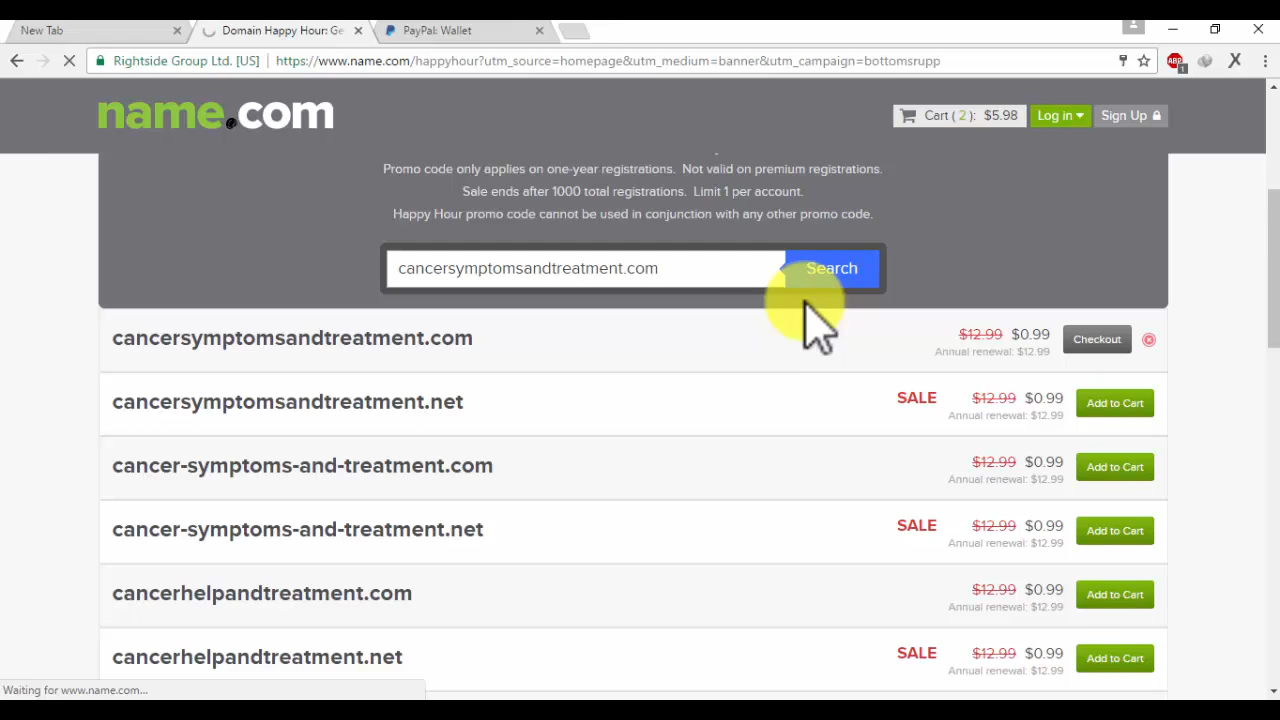 New Tab
Domain Happy Hour: Ge
PayPal: Wallet
Rightside Group Ltd. [US]
https://www.name.com/happyhour?utm_source=homepage&utm_medium=banner&utm_campaign=bottomsrupp
ABP
1
X
name.com
Cart ( 2 ): $5.98
Log in
Sign Up
Promo code only applies on one-year registrations. Not valid on premium registrations.
Sale ends after 1000 total registrations. Limit 1 per account.
Happy Hour promo code cannot be used in conjunction with any other promo code.
cancersymptomsandtreatment.com
Search
cancersymptomsandtreatment.com
$12.99 $0.99
Annual renewal: $12.99
Checkout
cancersymptomsandtreatment.net
SALE
$12.99 $0.99
Annual renewal: $12.99
Add to Cart
cancer-symptoms-and-treatment.com
$12.99 $0.99
Annual renewal: $12.99
Add to Cart
cancer-symptoms-and-treatment.net
SALE
$12.99 $0.99
Annual renewal: $12.99
Add to Cart
cancerhelpandtreatment.com
$12.99 $0.99
Annual renewal: $12.99
Add to Cart
cancerhelpandtreatment.net
SALE
$12.99 $0.99
Annual renewal: $12.99
Add to Cart
Waiting for www.name.com...